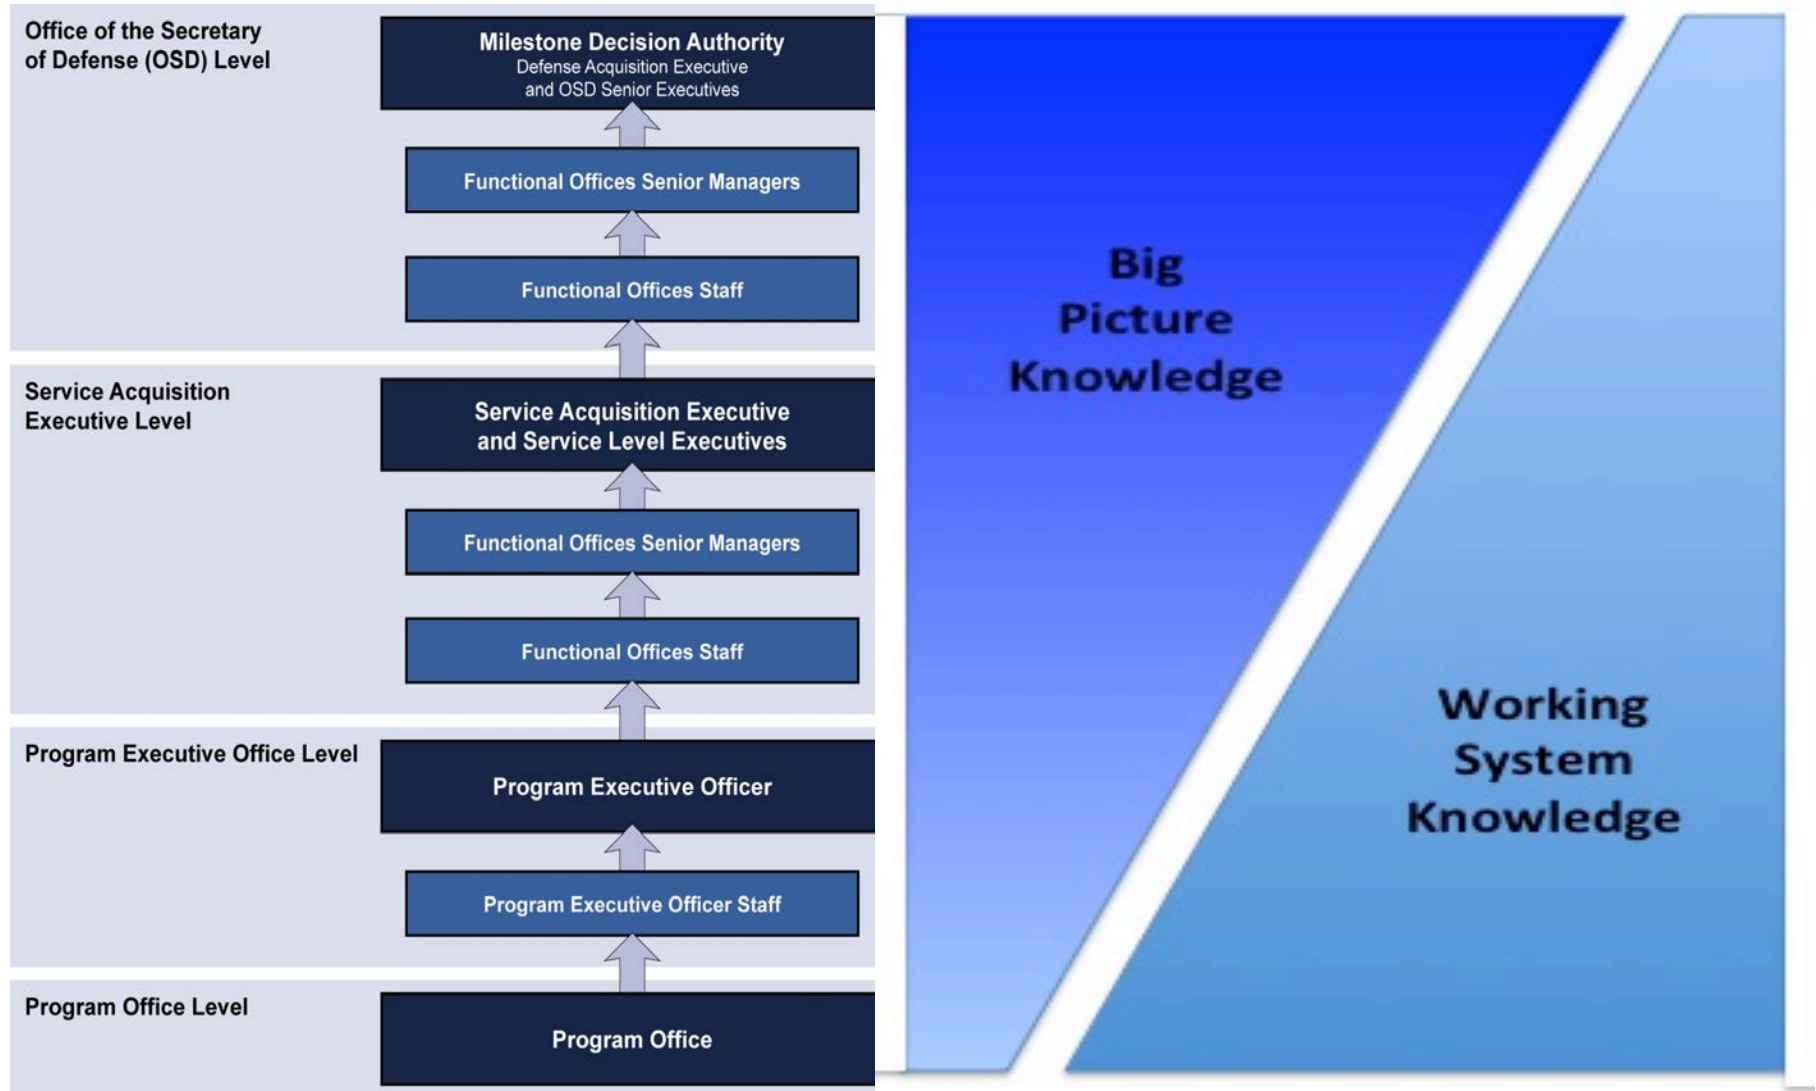 Office of the Secretary
of Defense (OSD) Level
Milestone Decision Authority
Defense Acquisition Executive
and OSD Senior Executives
Functional Offices Senior Managers
Functional Offices Staff
Service Acquisition
Executive Level
Service Acquisition Executive
and Service Level Executives
Functional Offices Senior Managers
Functional Offices Staff
Program Executive Office Level
Program Executive Officer
Program Executive Officer Staff
Program Office Level
Program Office
Big
Picture
Knowledge
Working
System
Knowledge